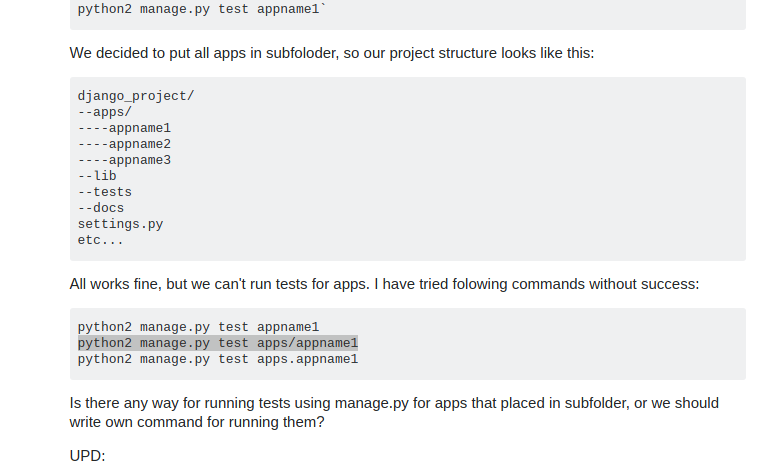 python2 manage.py test appname1`
We decided to put all apps in subfoloder, so our project structure looks like this:
django_project/
--apps/
----appname1
----appname2
----appname3
--lib
--tests
--docs
settings.py
etc...
All works fine, but we can't run tests for apps. I have tried folowing commands without success:
python2 manage.py test appname1
python2 manage.py test apps/appname1
python2 manage.py test apps.appname1
Is there any way for running tests using manage.py for apps that placed in subfolder, or we should
write own command for running them?
UPD: